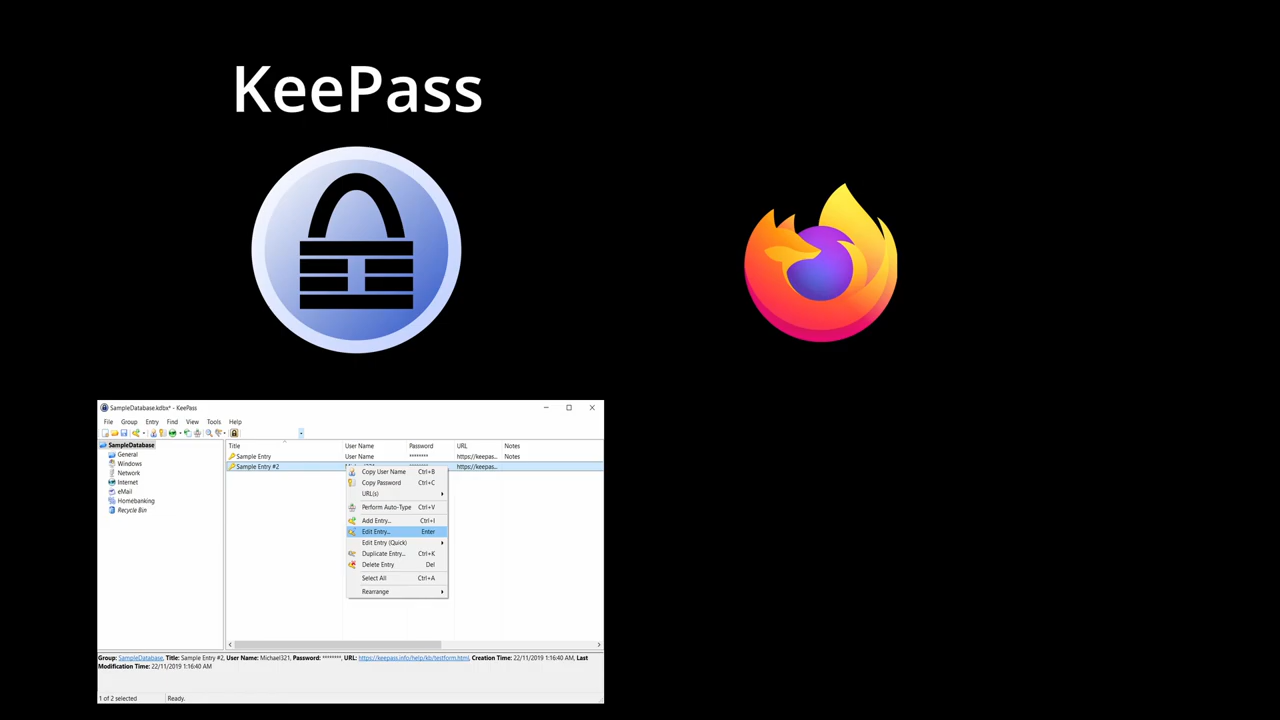 KeePass
SampleDatabase.kdbx* - KeePass
File Group Entry Find View Tools Help
SampleDatabase
General
Windows
Network
Internet
eMail
Homebanking
Recycle Bin
Title User Name Password URL Notes
Sample Entry User Name ******** https://keepas... Notes
Sample Entry #2 https://keepas...
Copy User Name Ctrl+B
Copy Password Ctrl+C
URL(s)
Perform Auto-Type Ctrl+V
Add Entry... Ctrl+I
Edit Entry... Enter
Edit Entry (Quick)
Duplicate Entry... Ctrl+K
Delete Entry Del
Select All Ctrl+A
Rearrange
Group: SampleDatabase, Title: Sample Entry #2, User Name: Michael321, Password: ********, URL: https://keepass.info/help/kb/testform.html, Creation Time: 22/11/2019 1:16:40 AM, Last
Modification Time: 22/11/2019 1:16:40 AM
1 of 2 selected Ready.